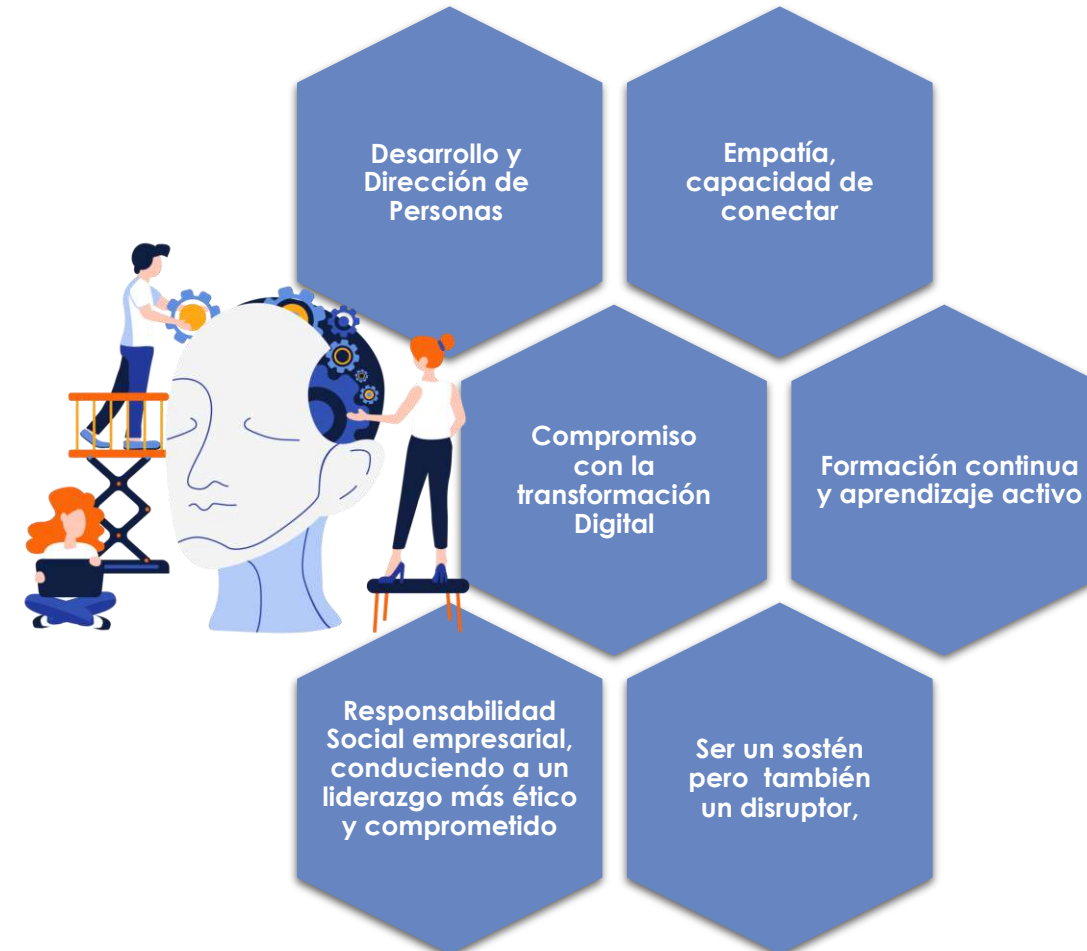 Desarrollo y
Dirección de
Personas
Empatía,
capacidad de
conectar
Compromiso
con la
transformación
Digital
Formación continua
y aprendizaje activo
Responsabilidad
Social empresarial,
conduciendo a un
liderazgo más ético
y comprometido
Ser un sostén
pero  también
un disruptor,